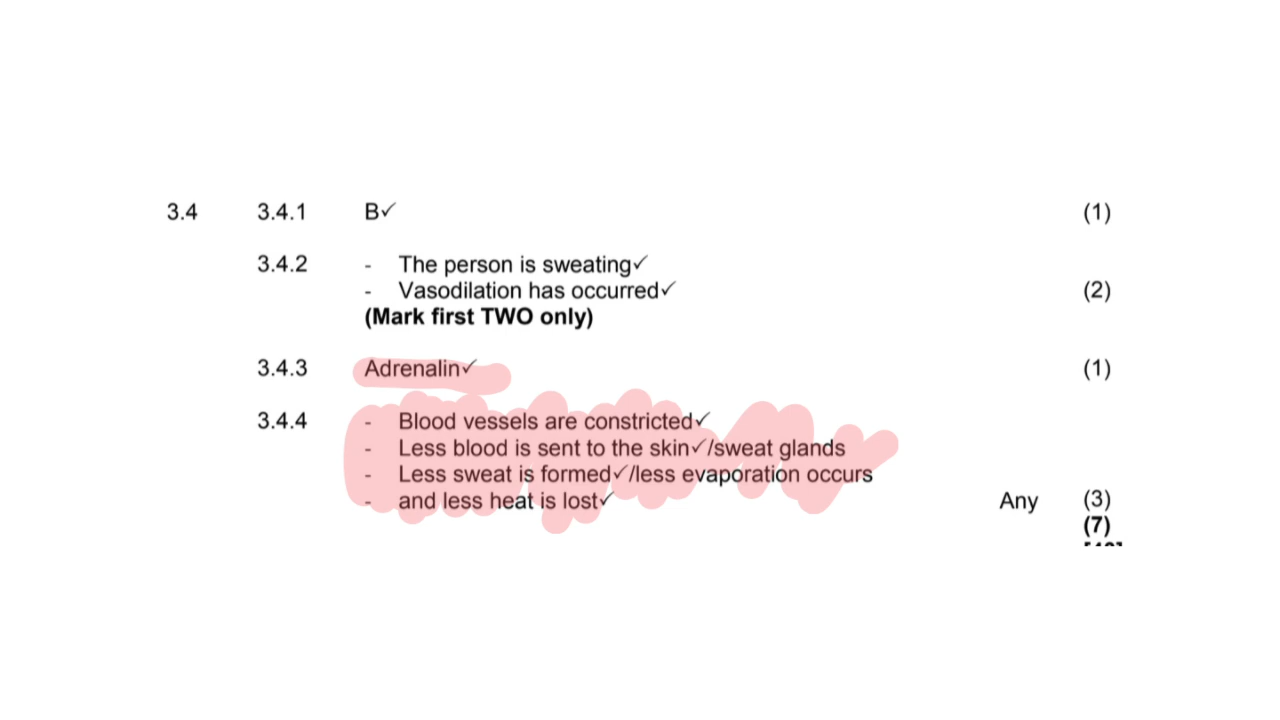 3.4 3.4.1 B✓ (1)
3.4.2 - The person is sweating✓
- Vasodilation has occurred✓ (2)
(Mark first TWO only)
3.4.3 Adrenalin✓ (1)
3.4.4 - Blood vessels are constricted✓
- Less blood is sent to the skin✓/sweat glands
- Less sweat is formed✓/less evaporation occurs
- and less heat is lost✓ Any (3)
(7)